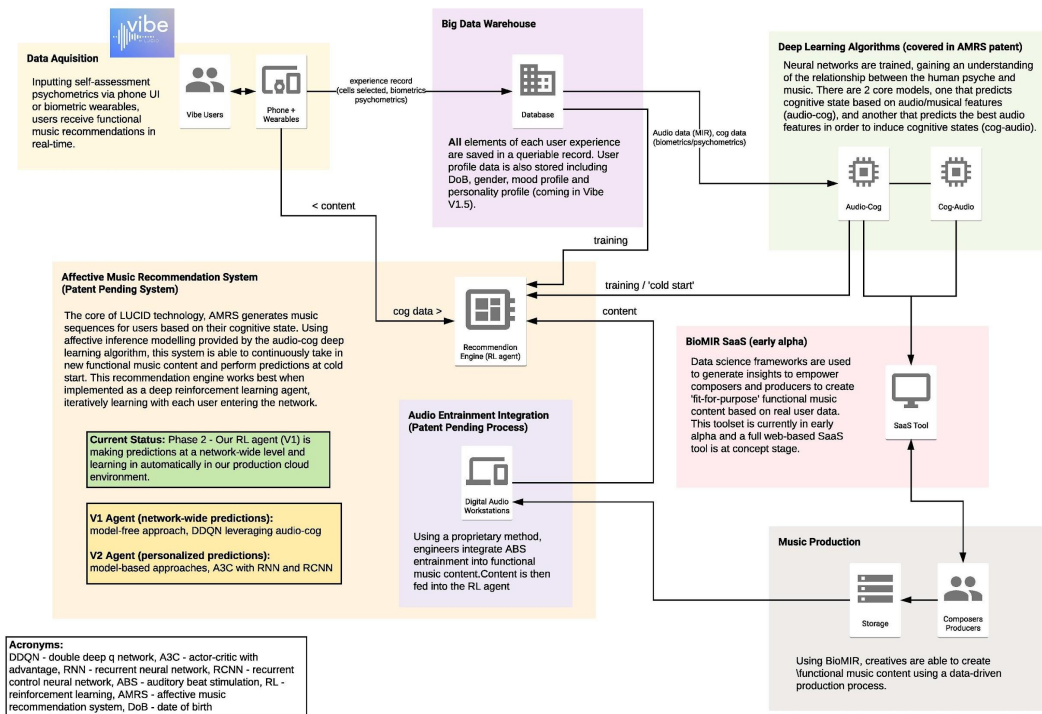 vibe
Data Aquisition
Inputting self-assessment
psychometrics via phone UI
or biometric wearables,
users receive functional
music recommendations in
real-time.
Vibe Users
Phone +
Wearables
experience record
(cells selected, biometrics
psychometrics)
Big Data Warehouse
Database
All elements of each user experience
are saved in a queriable record. User
profile data is also stored including
DoB, gender, mood profile and
personality profile (coming in Vibe
V1.5).
Audio data (MIR), cog data
(biometrics/psychometrics)
Deep Learning Algorithms (covered in AMRS patent)
Neural networks are trained, gaining an understanding
of the relationship between the human psyche and
music. There are 2 core models, one that predicts
cognitive state based on audio/musical features
(audio-cog), and another that predicts the best audio
features in order to induce cognitive states (cog-audio).
Audio-Cog
Cog-Audio
< content
training
training / 'cold start'
cog data >
content
Affective Music Recommendation System
(Patent Pending System)
The core of LUCID technology, AMRS generates music
sequences for users based on their cognitive state. Using
affective inference modelling provided by the audio-cog deep
learning algorithm, this system is able to continuously take in
new functional music content and perform predictions at cold
start. This recommendation engine works best when
implemented as a deep reinforcement learning agent,
iteratively learning with each user entering the network.
Recommendion
Engine (RL agent)
Current Status: Phase 2 - Our RL agent (V1) is
making predictions at a network-wide level and
learning in automatically in our production cloud
environment.
V1 Agent (network-wide predictions):
model-free approach, DDQN leveraging audio-cog
V2 Agent (personalized predictions):
model-based approaches, A3C with RNN and RCNN
Audio Entrainment Integration
(Patent Pending Process)
Digital Audio
Workstations
Using a proprietary method,
engineers integrate ABS
entrainment into functional
music content.Content is then
fed into the RL agent
BioMIR SaaS (early alpha)
Data science frameworks are used
to generate insights to empower
composers and producers to create
'fit-for-purpose' functional music
content based on real user data.
This toolset is currently in early
alpha and a full web-based SaaS
tool is at concept stage.
SaaS Tool
Music Production
Storage
Composers
Producers
Using BioMIR, creatives are able to create
\functional music content using a data-driven
production process.
Acronyms:
DDQN - double deep q network, A3C - actor-critic with
advantage, RNN - recurrent neural network, RCNN - recurrent
control neural network, ABS - auditory beat stimulation, RL -
reinforcement learning, AMRS - affective music
recommendation system, DoB - date of birth